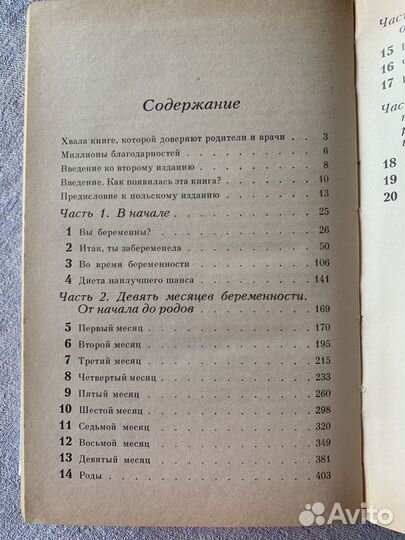 Содержание
Хвала книге, которой доверяют родители и врачи . . 3
Миллионы благодарностей . . . . . . . . . . . 6
Введение ко второму изданию . . . . . . . . . . 8
Введение. Как появилась эта книга? . . . . . . . 10
Предисловие к польскому изданию . . . . . . . 13
Часть 1. В начале . . . . . . . . . . . . 25
1 Вы беременны? . . . . . . . . . . . . 26
2 Итак, ты забеременела . . . . . . . . . 50
3 Во время беременности . . . . . . . . . 106
4 Диета наилучшего шанса . . . . . . . . 141
Часть 2. Девять месяцев беременности.
От начала до родов . . . . . . . . . 169
5 Первый месяц . . . . . . . . . . . . 170
6 Второй месяц . . . . . . . . . . . . 195
7 Третий месяц . . . . . . . . . . . . 215
8 Четвертый месяц . . . . . . . . . . . 233
9 Пятый месяц . . . . . . . . . . . . 260
10 Шестой месяц . . . . . . . . . . . . 298
11 Седьмой месяц . . . . . . . . . . . . 320
12 Восьмой месяц . . . . . . . . . . . . 349
13 Девятый месяц . . . . . . . . . . . . 381
14 Роды . . . . . . . . . . . . . . . 403
15
16
17
18
19
20
Avito